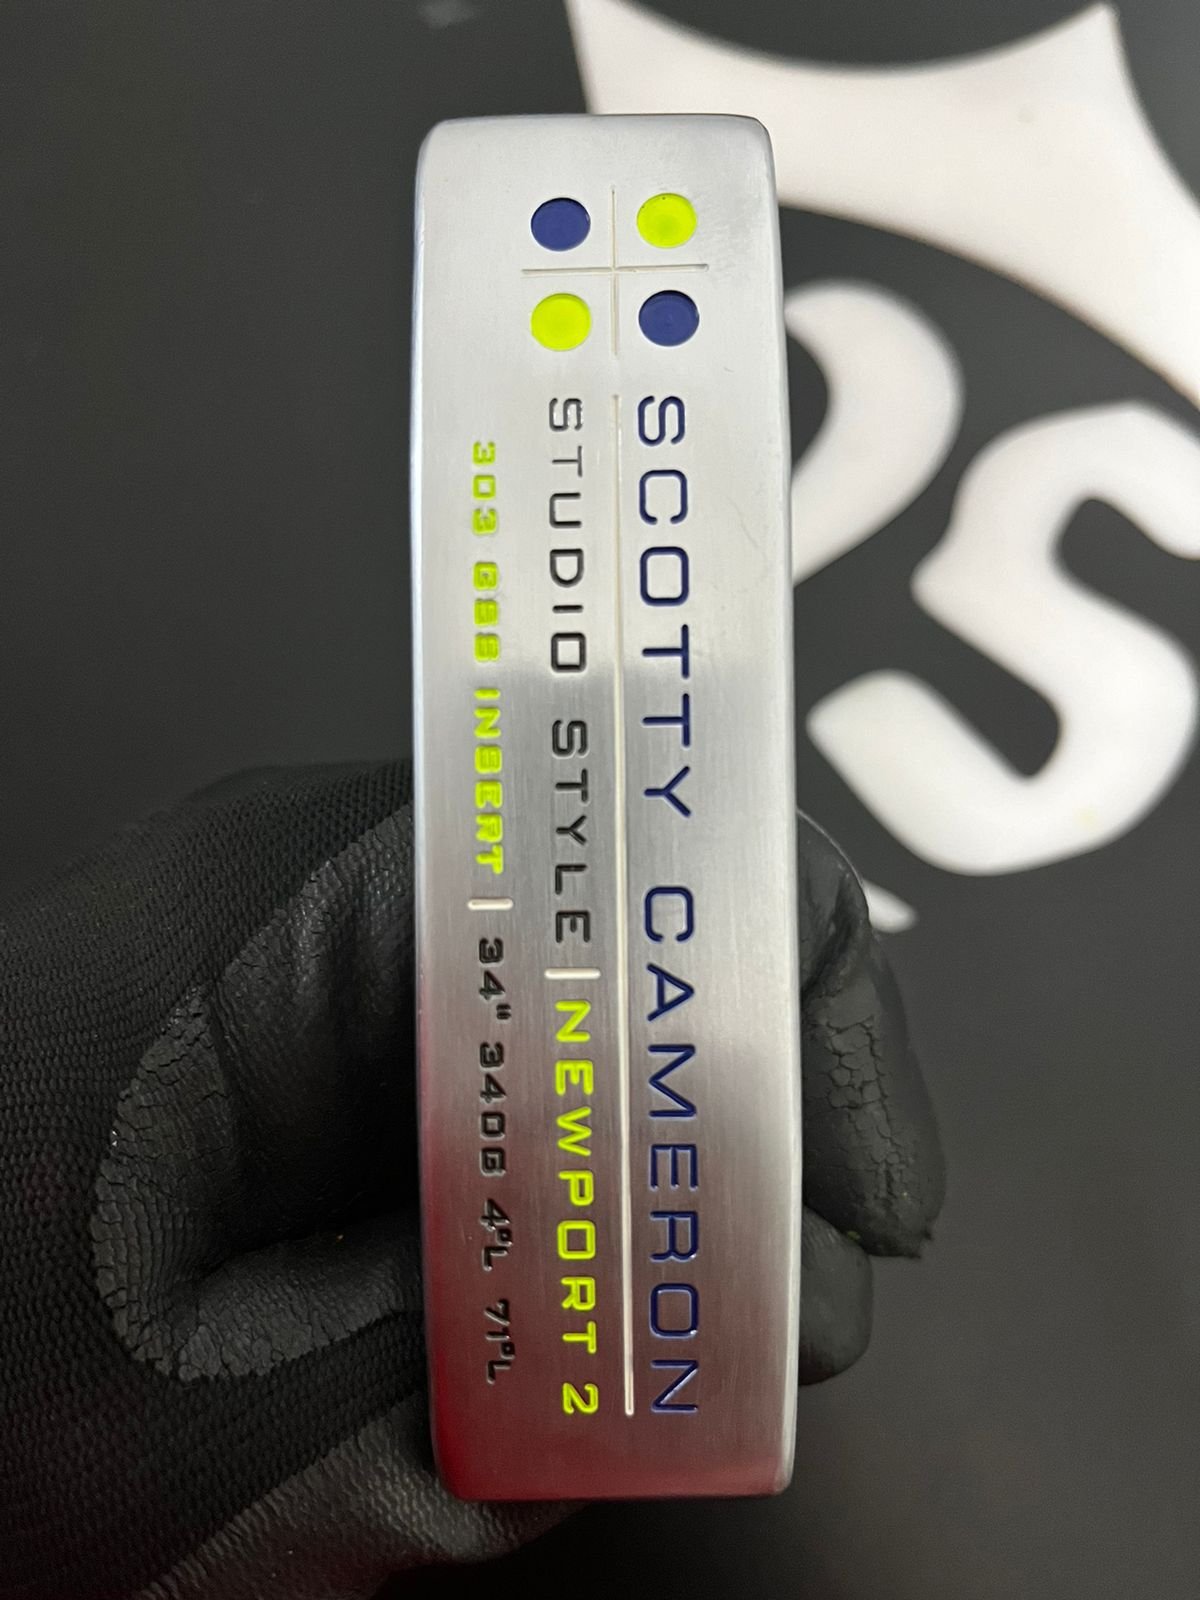 SCOTTY CAMERON
STUDIO STYLE | NEWPORT 2
303 GSS INSERT | 34" 340G 4°L 71°L